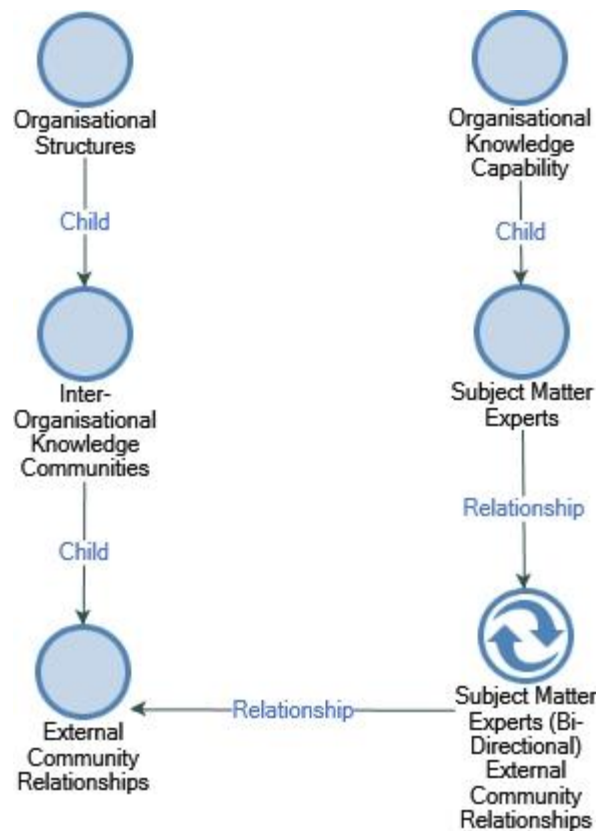 Organisational
Structures
Organisational
Knowledge
Capability
Child
Child
Inter-
Organisational
Knowledge
Communities
Subject Matter
Experts
Relationship
Child
External
Community
Relationships
Relationship
Subject Matter
Experts (Bi-
Directional)
External
Community
Relationships